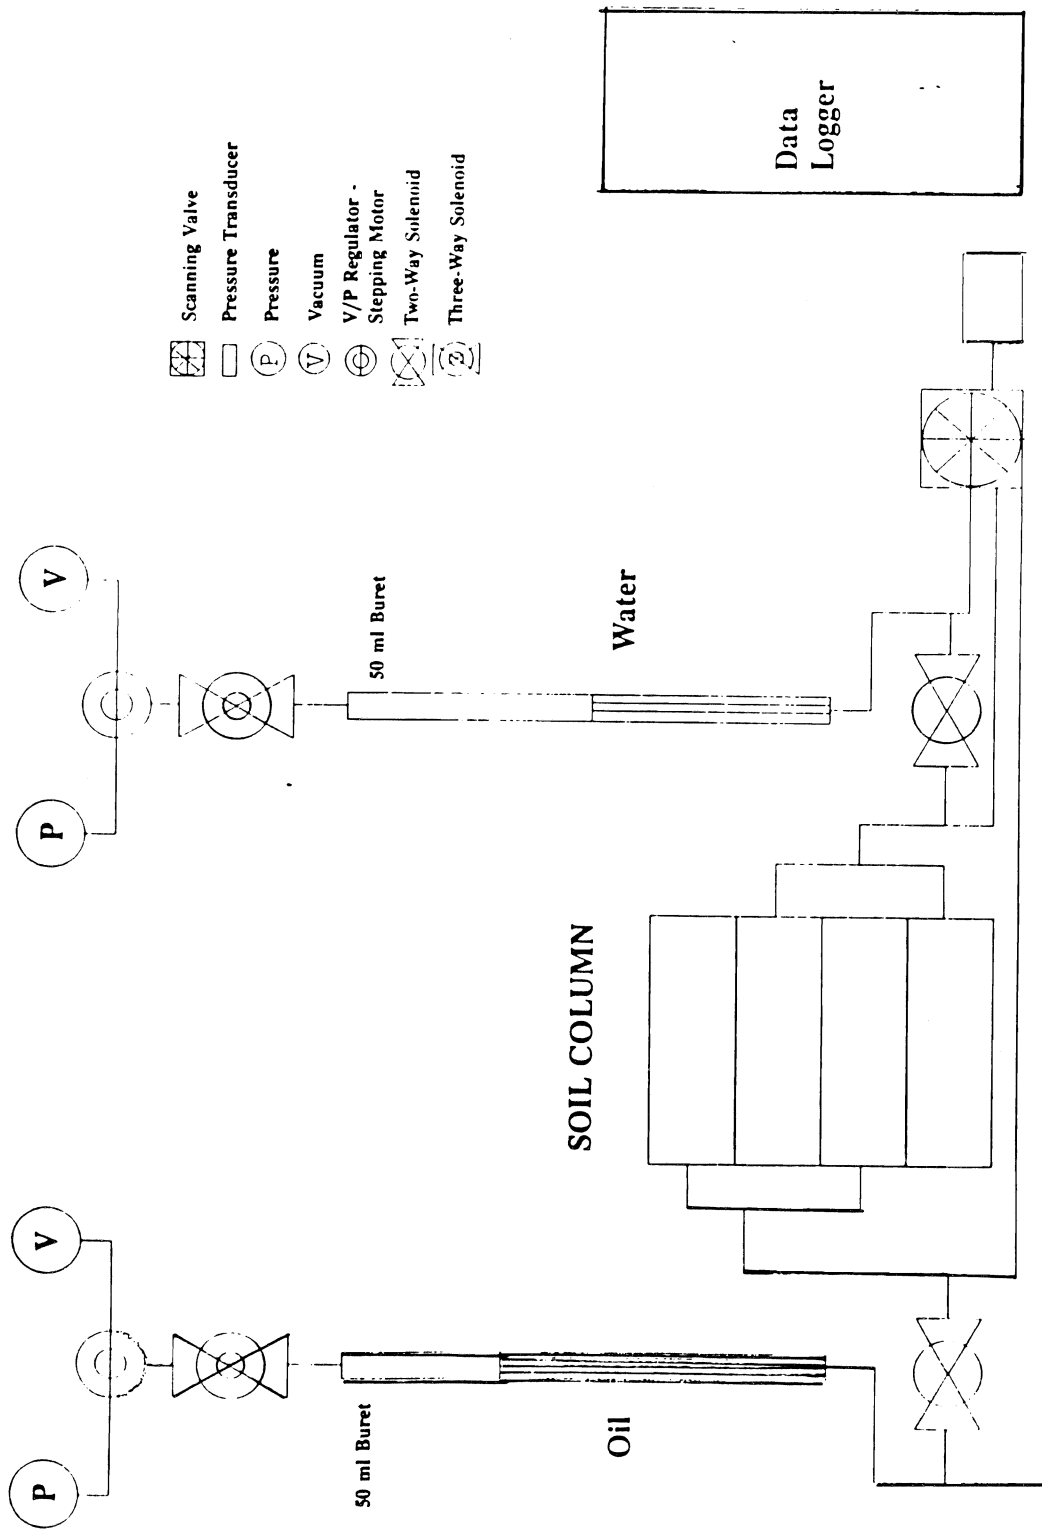 P
V
P
V
50 ml Buret
50 ml Buret
Oil
Water
SOIL COLUMN
Scanning Valve
Pressure Transducer
P Pressure
V Vacuum
V/P Regulator -
Stepping Motor
Two-Way Solenoid
Three-Way Solenoid
Data
Logger